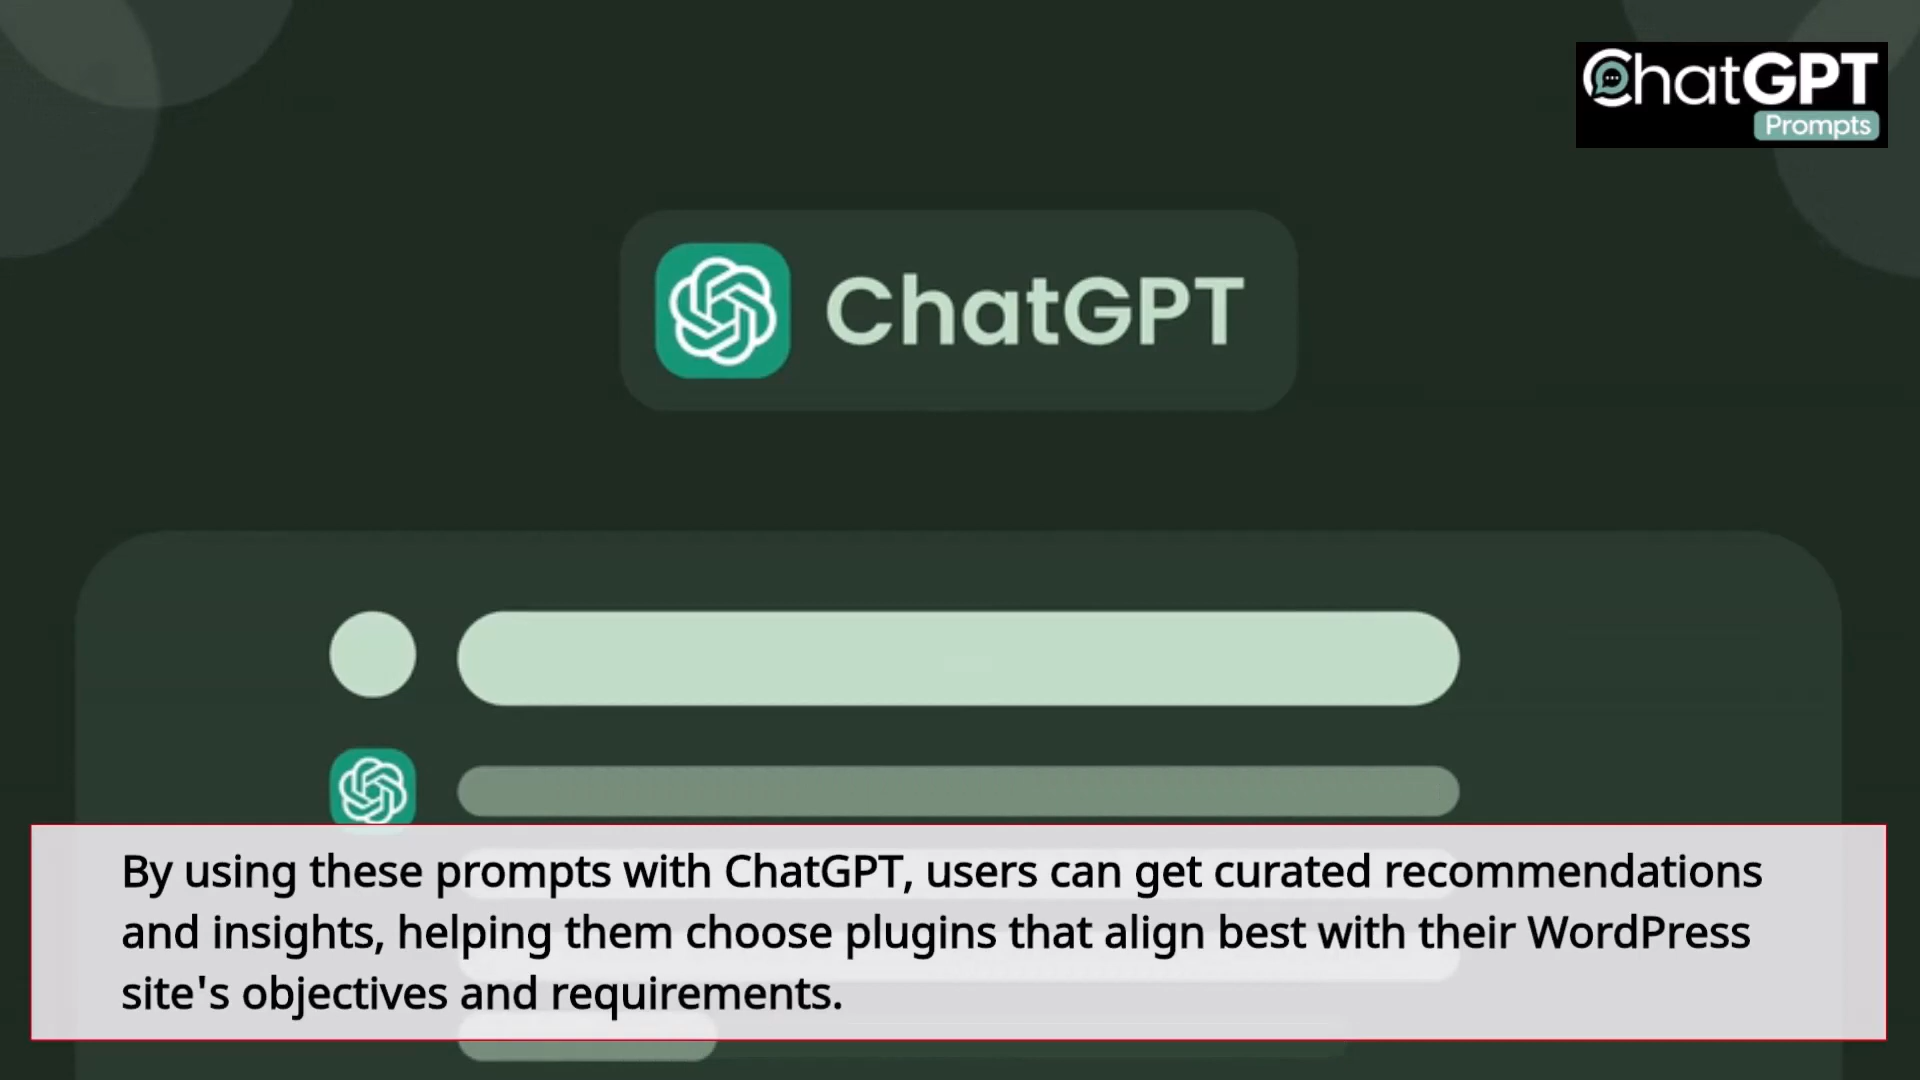 ChatGPT
Prompts
ChatGPT
By using these prompts with ChatGPT, users can get curated recommendations
and insights, helping them choose plugins that align best with their WordPress
site's objectives and requirements.